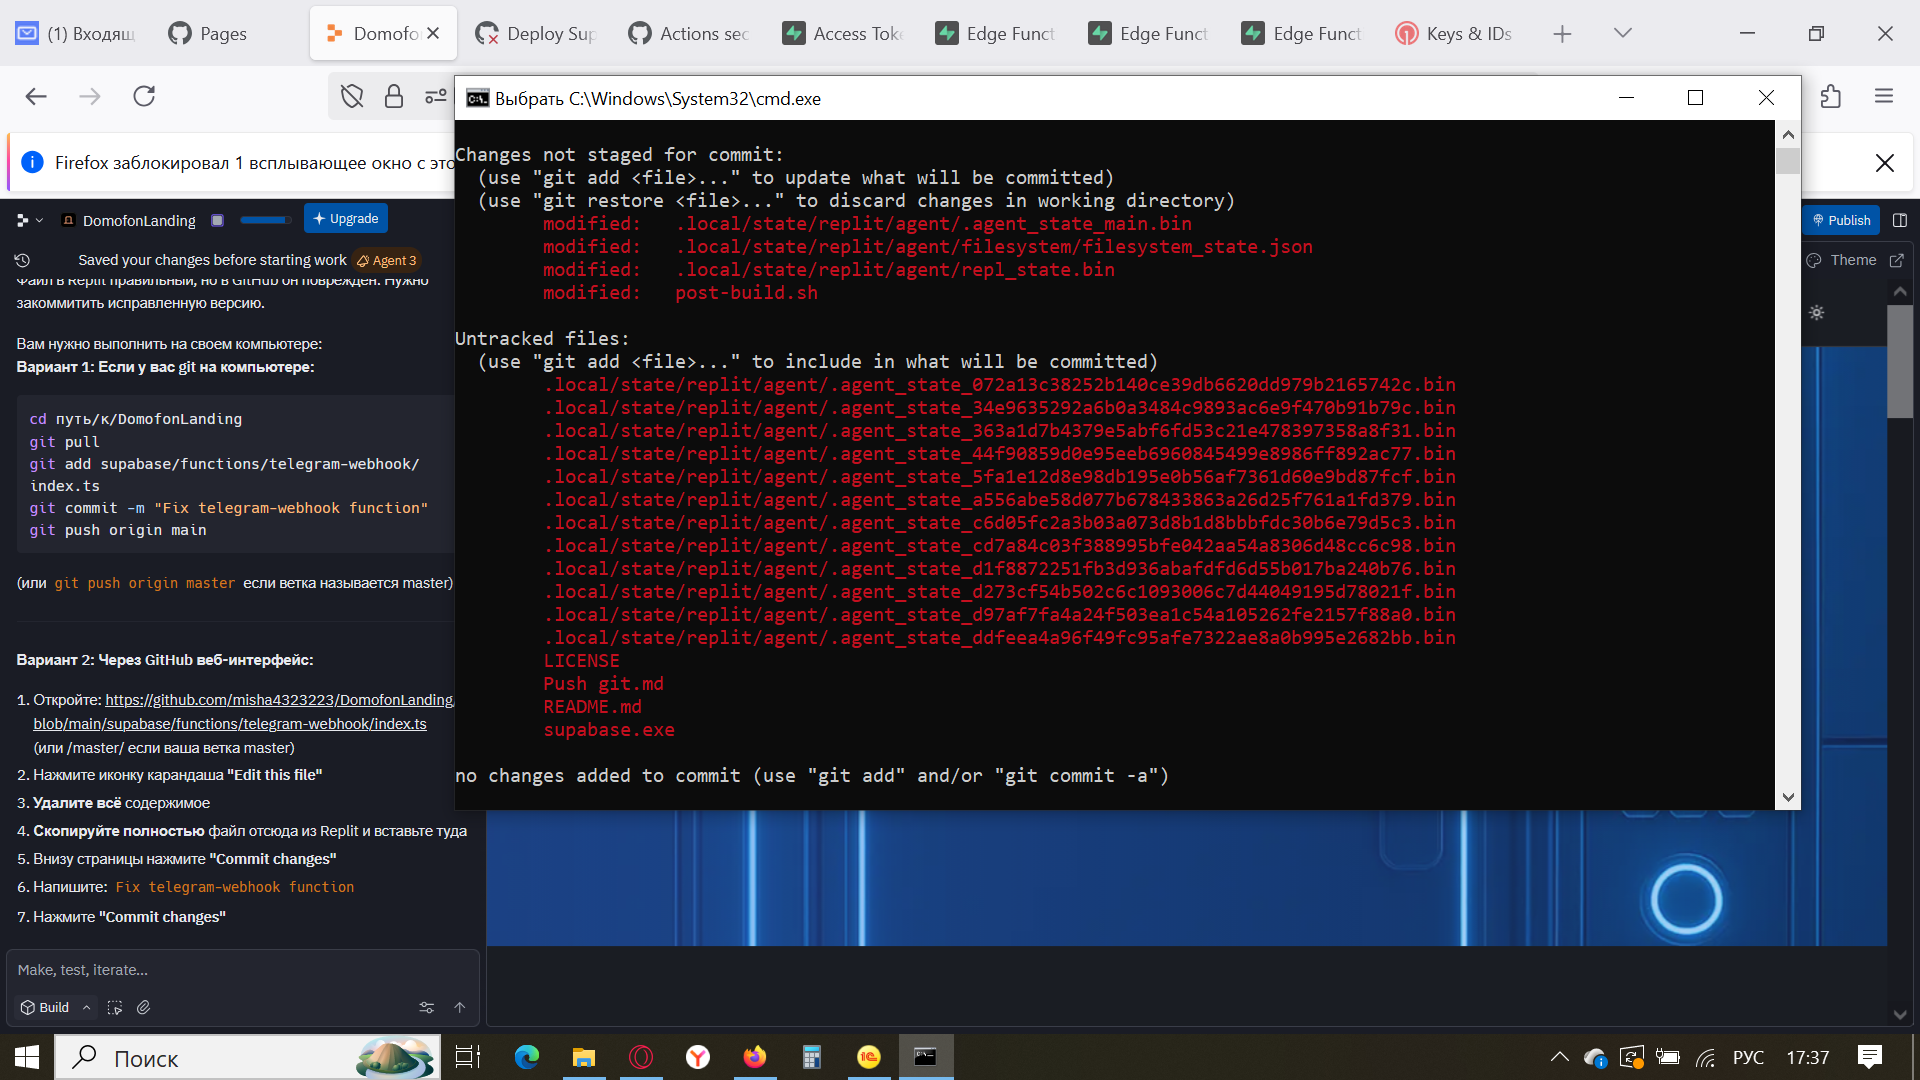 (1) Входящ
Pages
Domofo
Deploy Sup
Actions sec
Access Toke
Edge Funct
Edge Funct
Edge Funct
Keys & IDs
Firefox заблокировал 1 всплывающее окно с это
DomofonLanding
Upgrade
Saved your changes before starting work
Agent 3
Файл в Replit правильный, но в GitHub он поврежден. Нужно
закоммитить исправленную версию.
Вам нужно выполнить на своем компьютере:
Вариант 1: Если у вас git на компьютере:
cd путь/к/DomofonLanding
git pull
git add supabase/functions/telegram-webhook/
index.ts
git commit -m "Fix telegram-webhook function"
git push origin main
(или git push origin master если ветка называется master)
Вариант 2: Через GitHub веб-интерфейс:
1. Откройте: https://github.com/misha4323223/DomofonLanding/
blob/main/supabase/functions/telegram-webhook/index.ts
(или /master/ если ваша ветка master)
2. Нажмите иконку карандаша "Edit this file"
3. Удалите всё содержимое
4. Скопируйте полностью файл отсюда из Replit и вставьте туда
5. Внизу страницы нажмите "Commit changes"
6. Напишите: Fix telegram-webhook function
7. Нажмите "Commit changes"
Make, test, iterate...
Build
Выбрать C:\Windows\System32\cmd.exe
Changes not staged for commit:
(use "git add <file>..." to update what will be committed)
(use "git restore <file>..." to discard changes in working directory)
modified: .local/state/replit/agent/.agent_state_main.bin
modified: .local/state/replit/agent/filesystem/filesystem_state.json
modified: .local/state/replit/agent/repl_state.bin
modified: post-build.sh
Untracked files:
(use "git add <file>..." to include in what will be committed)
.local/state/replit/agent/.agent_state_072a13c38252b140ce39db6620dd979b2165742c.bin
.local/state/replit/agent/.agent_state_34e9635292a6b0a3484c9893ac6e9f470b91b79c.bin
.local/state/replit/agent/.agent_state_363a1d7b4379e5abf6fd53c21e478397358a8f31.bin
.local/state/replit/agent/.agent_state_44f90859d0e95eeb6960845499e8986ff892ac77.bin
.local/state/replit/agent/.agent_state_5fa1e12d8e98db195e0b56af7361d60e9bd87fcf.bin
.local/state/replit/agent/.agent_state_a556abe58d077b678433863a26d25f761a1fd379.bin
.local/state/replit/agent/.agent_state_c6d05fc2a3b03a073d8b1d8bbbfdc30b6e79d5c3.bin
.local/state/replit/agent/.agent_state_cd7a84c03f388995bfe042aa54a8306d48cc6c98.bin
.local/state/replit/agent/.agent_state_d1f8872251fb3d936abafdfd6d55b017ba240b76.bin
.local/state/replit/agent/.agent_state_d273cf54b502c6c1093006c7d44049195d78021f.bin
.local/state/replit/agent/.agent_state_d97af7fa4a24f503ea1c54a105262fe2157f88a0.bin
.local/state/replit/agent/.agent_state_ddfeea4a96f49fc95afe7322ae8a0b995e2682bb.bin
LICENSE
Push git.md
README.md
supabase.exe
no changes added to commit (use "git add" and/or "git commit -a")
Publish
Theme
Поиск
РУС
17:37